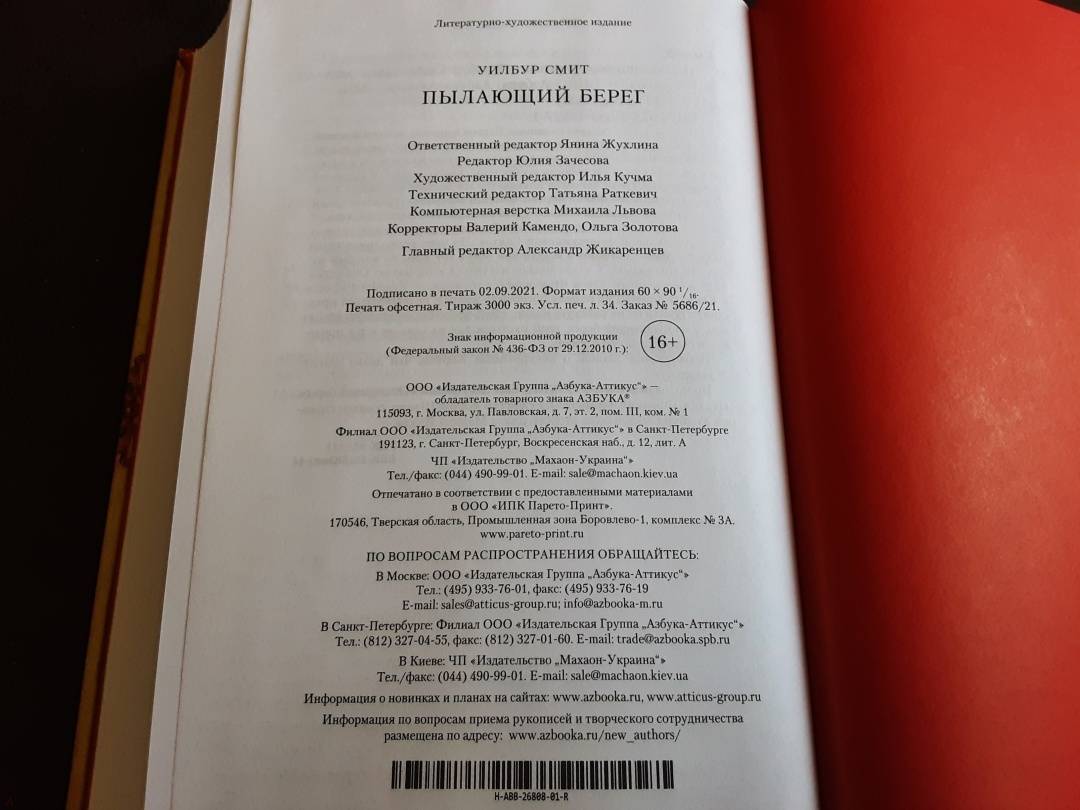 Литературно-художественное издание
УИЛБУР СМИТ
ПЫЛАЮЩИЙ БЕРЕГ
Ответственный редактор Янина Жухлина
Редактор Юлия Зачесова
Художественный редактор Илья Кучма
Технический редактор Татьяна Раткевич
Компьютерная верстка Михаила Львова
Корректоры Валерий Камендо, Ольга Золотова
Главный редактор Александр Жикаренцев
Подписано в печать 02.09.2021. Формат издания 60 × 90 1/16.
Печать офсетная. Тираж 3000 экз. Усл. печ. л. 34. Заказ № 5686/21.
Знак информационной продукции
(Федеральный закон № 436-ФЗ от 29.12.2010 г.):
16+
ООО «Издательская Группа „Азбука-Аттикус“» —
обладатель товарного знака АЗБУКА®
115093, г. Москва, ул. Павловская, д. 7, эт. 2, пом. III, ком. № 1
Филиал ООО «Издательская Группа „Азбука-Аттикус“» в Санкт-Петербурге
191123, г. Санкт-Петербург, Воскресенская наб., д. 12, лит. А
ЧП «Издательство „Махаон-Украина“»
Тел./факс: (044) 490-99-01. E-mail: sale@machaon.kiev.ua
Отпечатано в соответствии с предоставленными материалами
в ООО «ИПК Парето-Принт».
170546, Тверская область, Промышленная зона Боровлево-1, комплекс № 3А.
www.pareto-print.ru
ПО ВОПРОСАМ РАСПРОСТРАНЕНИЯ ОБРАЩАЙТЕСЬ:
В Москве: ООО «Издательская Группа „Азбука-Аттикус“»
Тел.: (495) 933-76-01, факс: (495) 933-76-19
E-mail: sales@atticus-group.ru; info@azbooka-m.ru
В Санкт-Петербурге: Филиал ООО «Издательская Группа „Азбука-Аттикус“»
Тел.: (812) 327-04-55, факс: (812) 327-01-60. E-mail: trade@azbooka.spb.ru
В Киеве: ЧП «Издательство „Махаон-Украина“»
Тел./факс: (044) 490-99-01. E-mail: sale@machaon.kiev.ua
Информация о новинках и планах на сайтах: www.azbooka.ru, www.atticus-group.ru
Информация по вопросам приема рукописей и творческого сотрудничества
размещена по адресу: www.azbooka.ru/new_authors/
H-ABB-26808-01-R